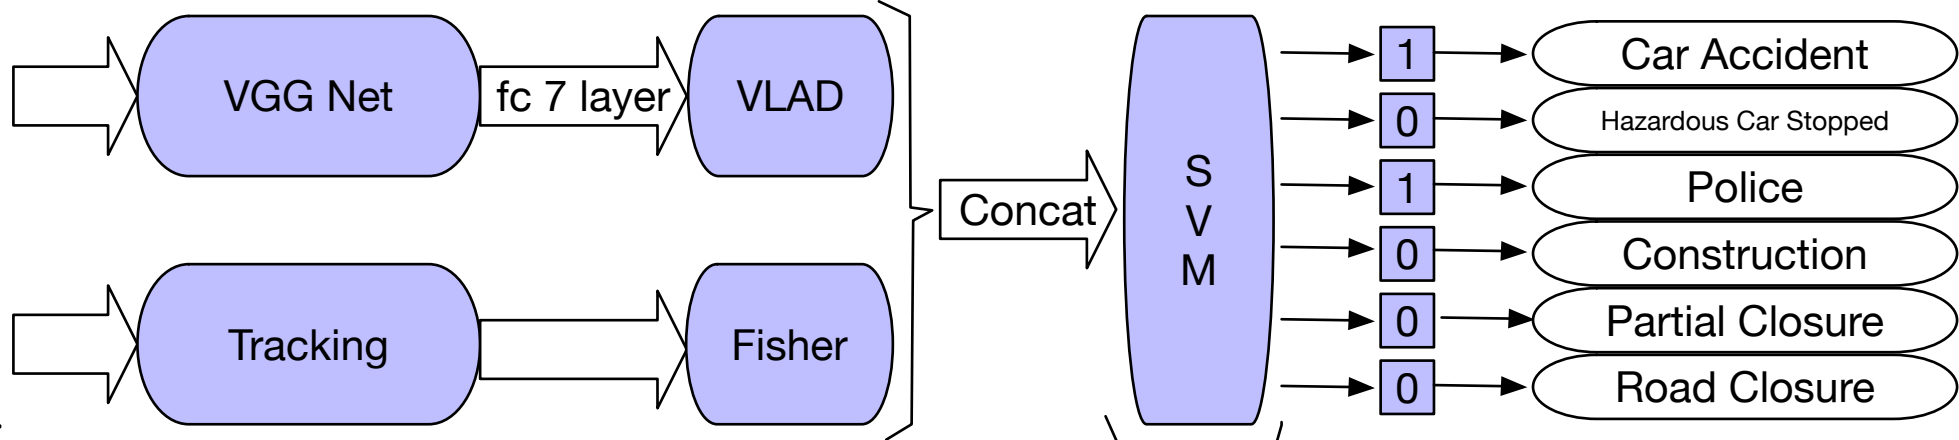 VGG Net
fc 7 layer
VLAD
Tracking
Fisher
Concat
S
V
M
1
Car Accident
0
Hazardous Car Stopped
1
Police
0
Construction
0
Partial Closure
0
Road Closure